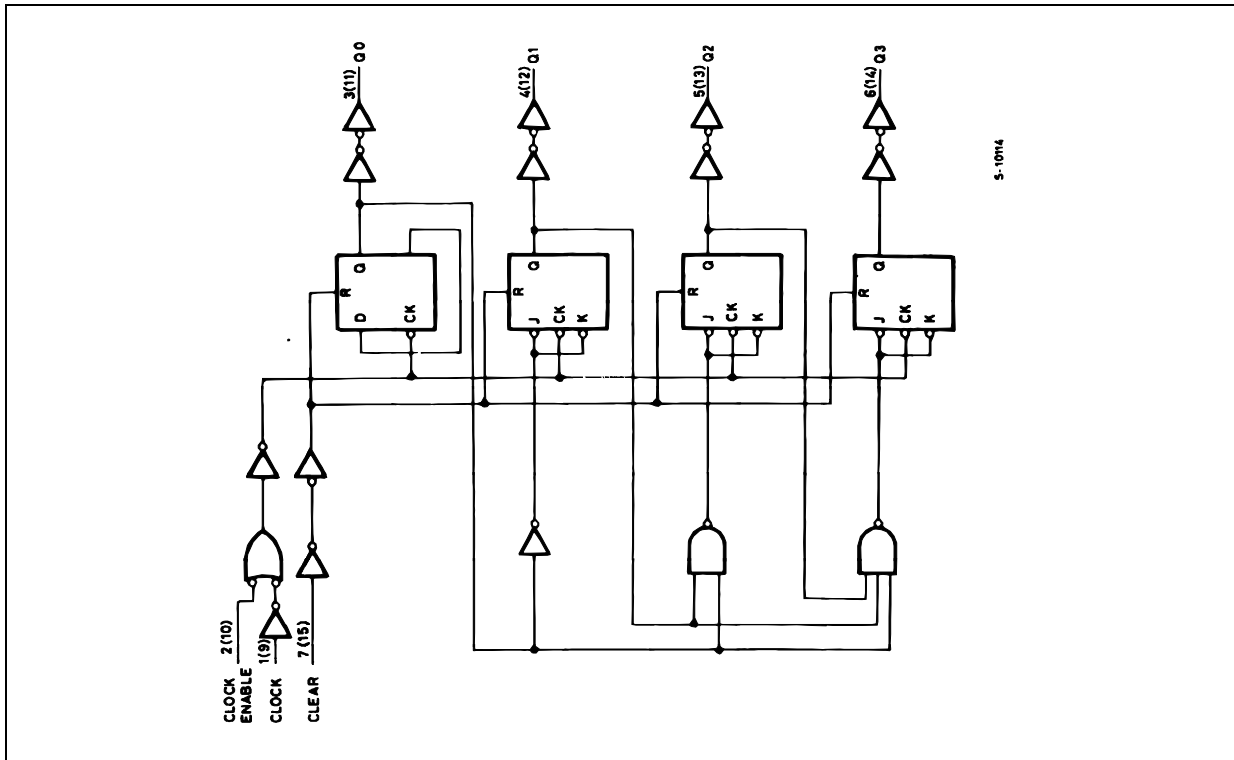 3(11) Q0
4(12) Q1
5(13) Q2
6(14) Q3
S-10114
Q
R
D
CK
Q
R
J
CK
K
Q
R
J
CK
K
Q
R
J
CK
K
CLOCK ENABLE 2(10)
CLOCK 1(9)
CLEAR 7(15)